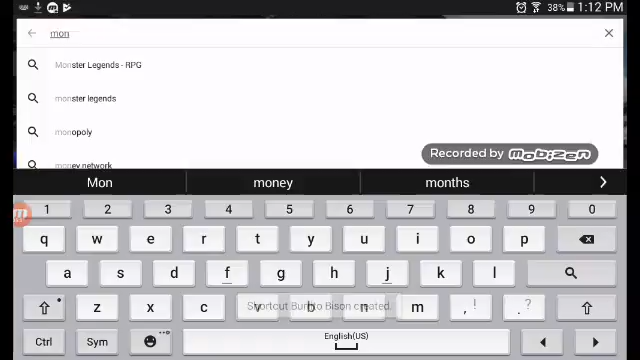 38% 1:12 PM
mon
Monster Legends - RPG
monster legends
monopoly
money network
Recorded by mobizen
Mon money months
1 2 3 4 5 6 7 8 9 0
q w e r t y u i o p
a s d f g h j k l
z x c v b n m , ! . ?
Shortcut Burrito Bison created.
Ctrl Sym English(US)